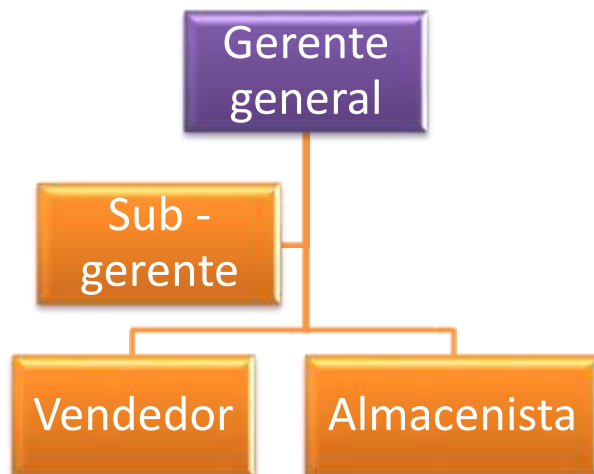 Gerente
general
Sub -
gerente
Vendedor
Almacenista